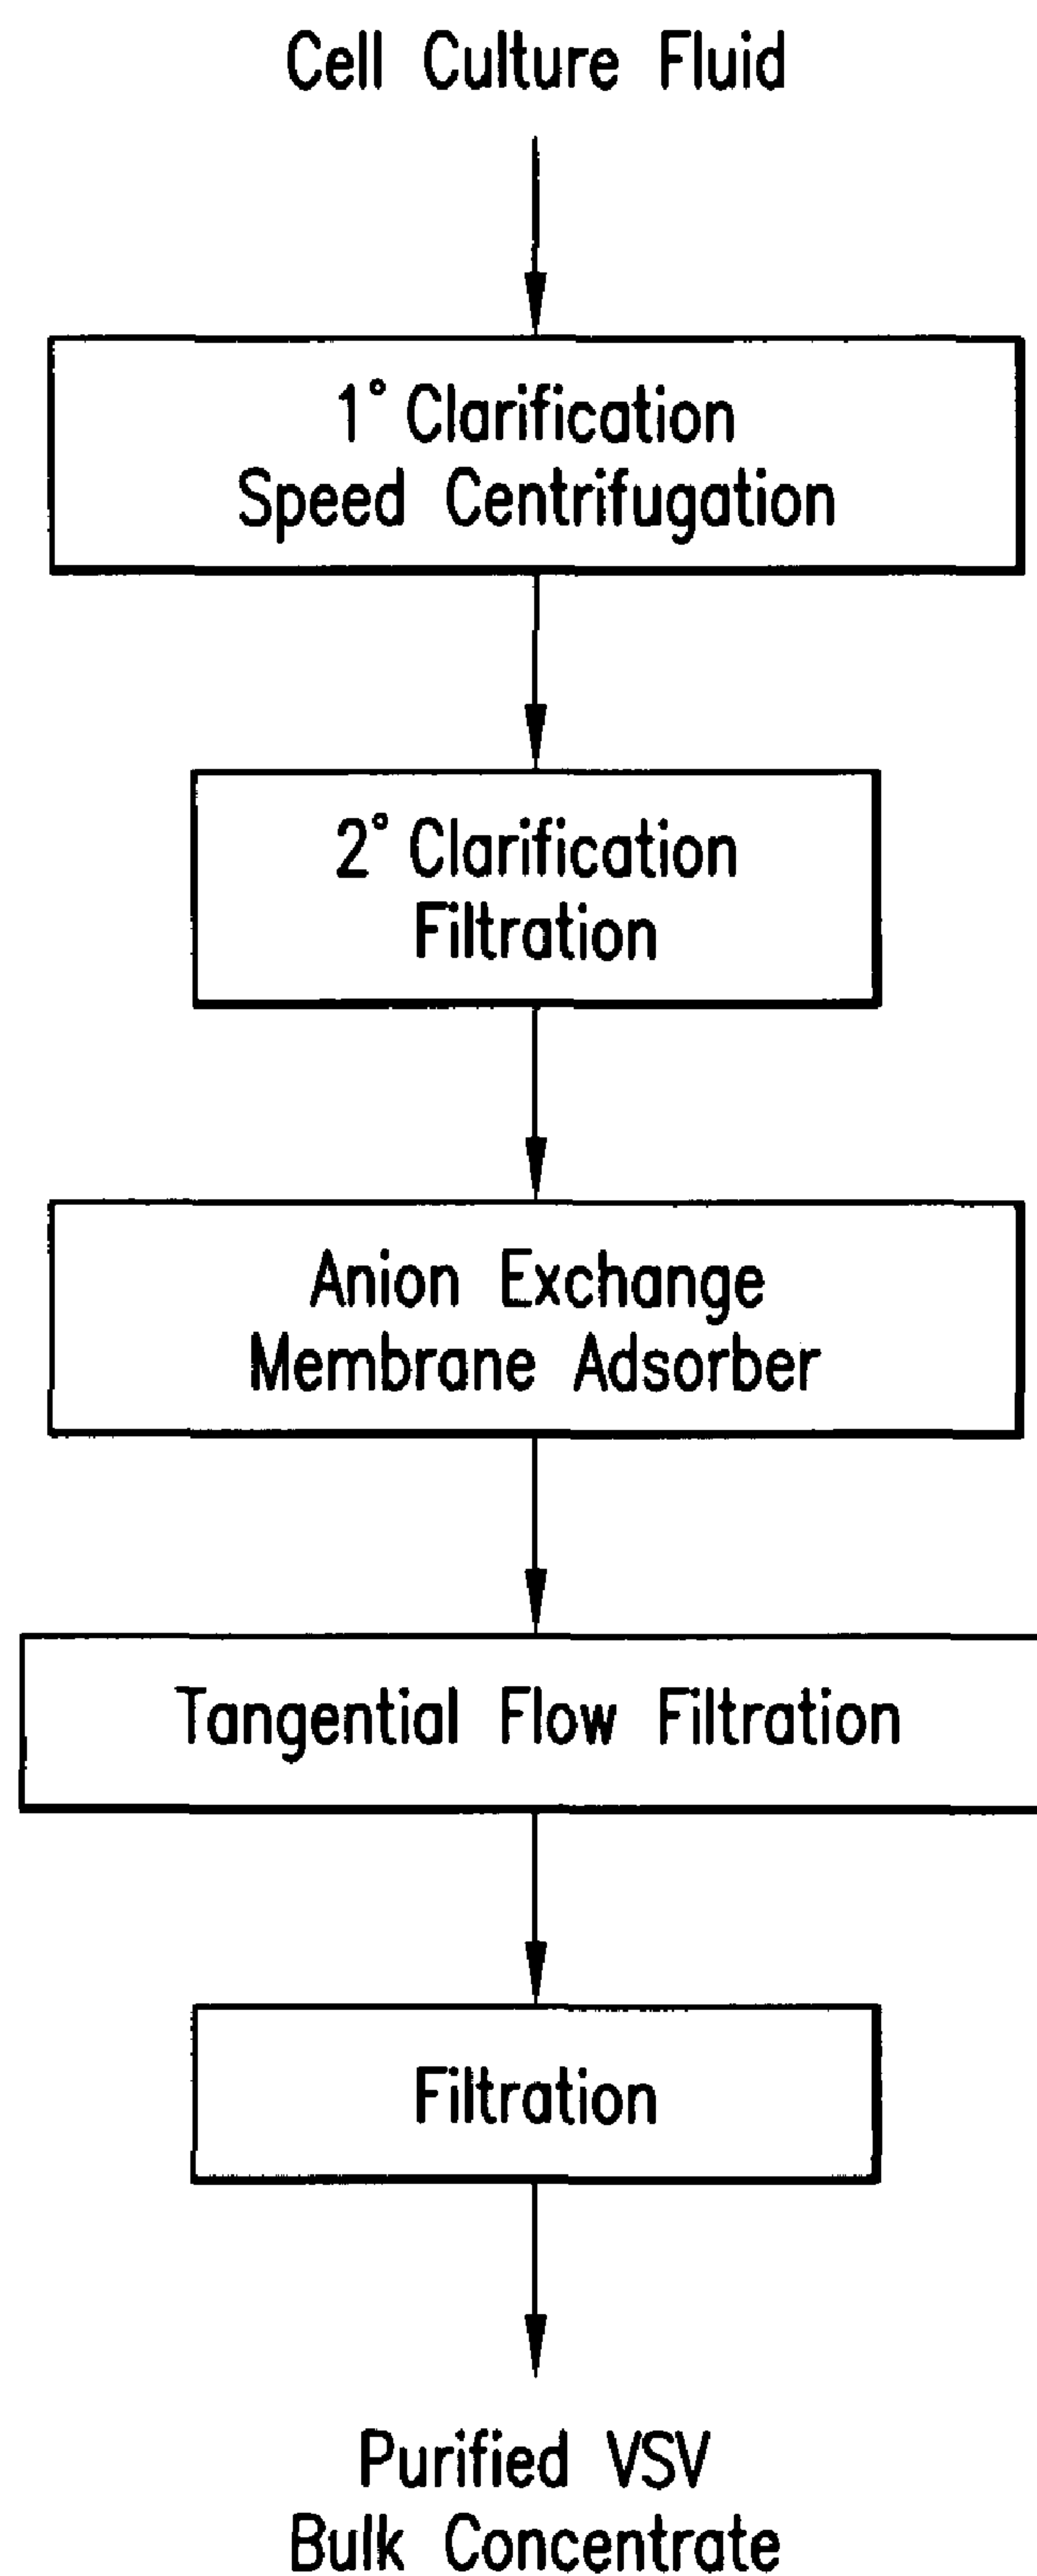 Cell Culture Fluid
1° Clarification
Speed Centrifugation
2° Clarification
Filtration
Anion Exchange
Membrane Adsorber
Tangential Flow Filtration
Filtration
Purified VSV
Bulk Concentrate